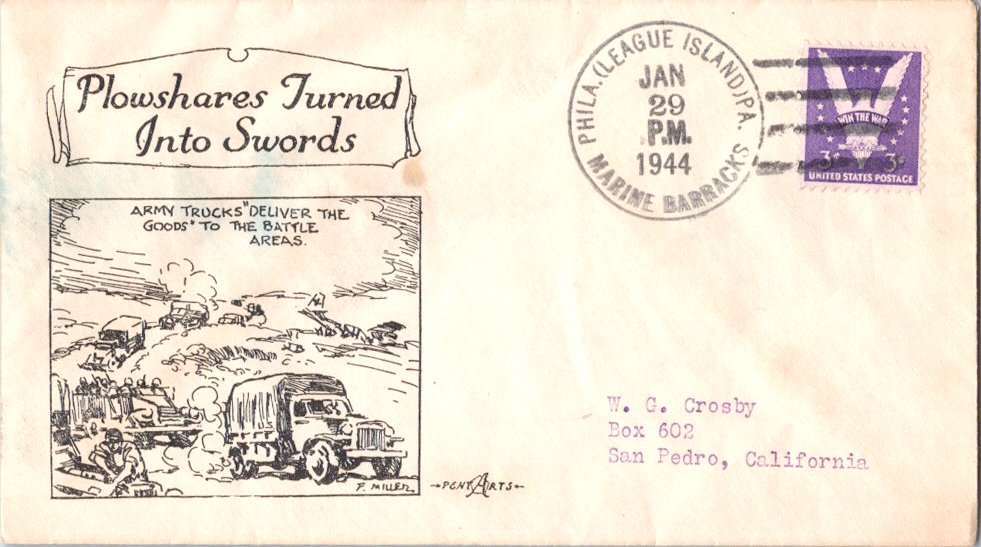 Plowshares Turned
Into Swords
ARMY TRUCKS "DELIVER THE
GOODS" TO THE BATTLE
AREAS.
F. MILLER
PENT ARTS
PHILA. (LEAGUE ISLAND) PA.
MARINE BARRACKS
JAN
29
P.M.
1944
WIN THE WAR
3¢ 3¢
UNITED STATES POSTAGE
W. G. Crosby
Box 602
San Pedro, California